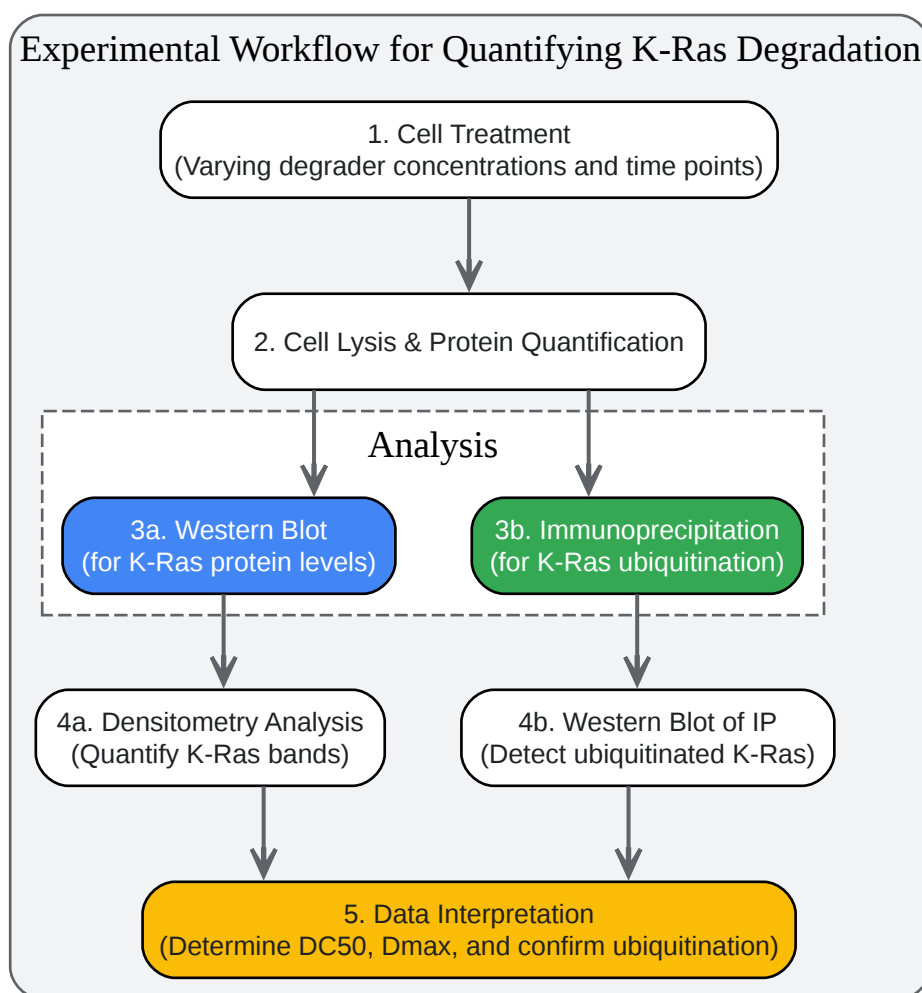 Experimental Workflow for Quantifying K-Ras Degradation
1. Cell Treatment
(Varying degrader concentrations and time points)
2. Cell Lysis & Protein Quantification
Analysis
3a. Western Blot
(for K-Ras protein levels)
3b. Immunoprecipitation
(for K-Ras ubiquitination)
4a. Densitometry Analysis
(Quantify K-Ras bands)
4b. Western Blot of IP
(Detect ubiquitinated K-Ras)
5. Data Interpretation
(Determine DC50, Dmax, and confirm ubiquitination)